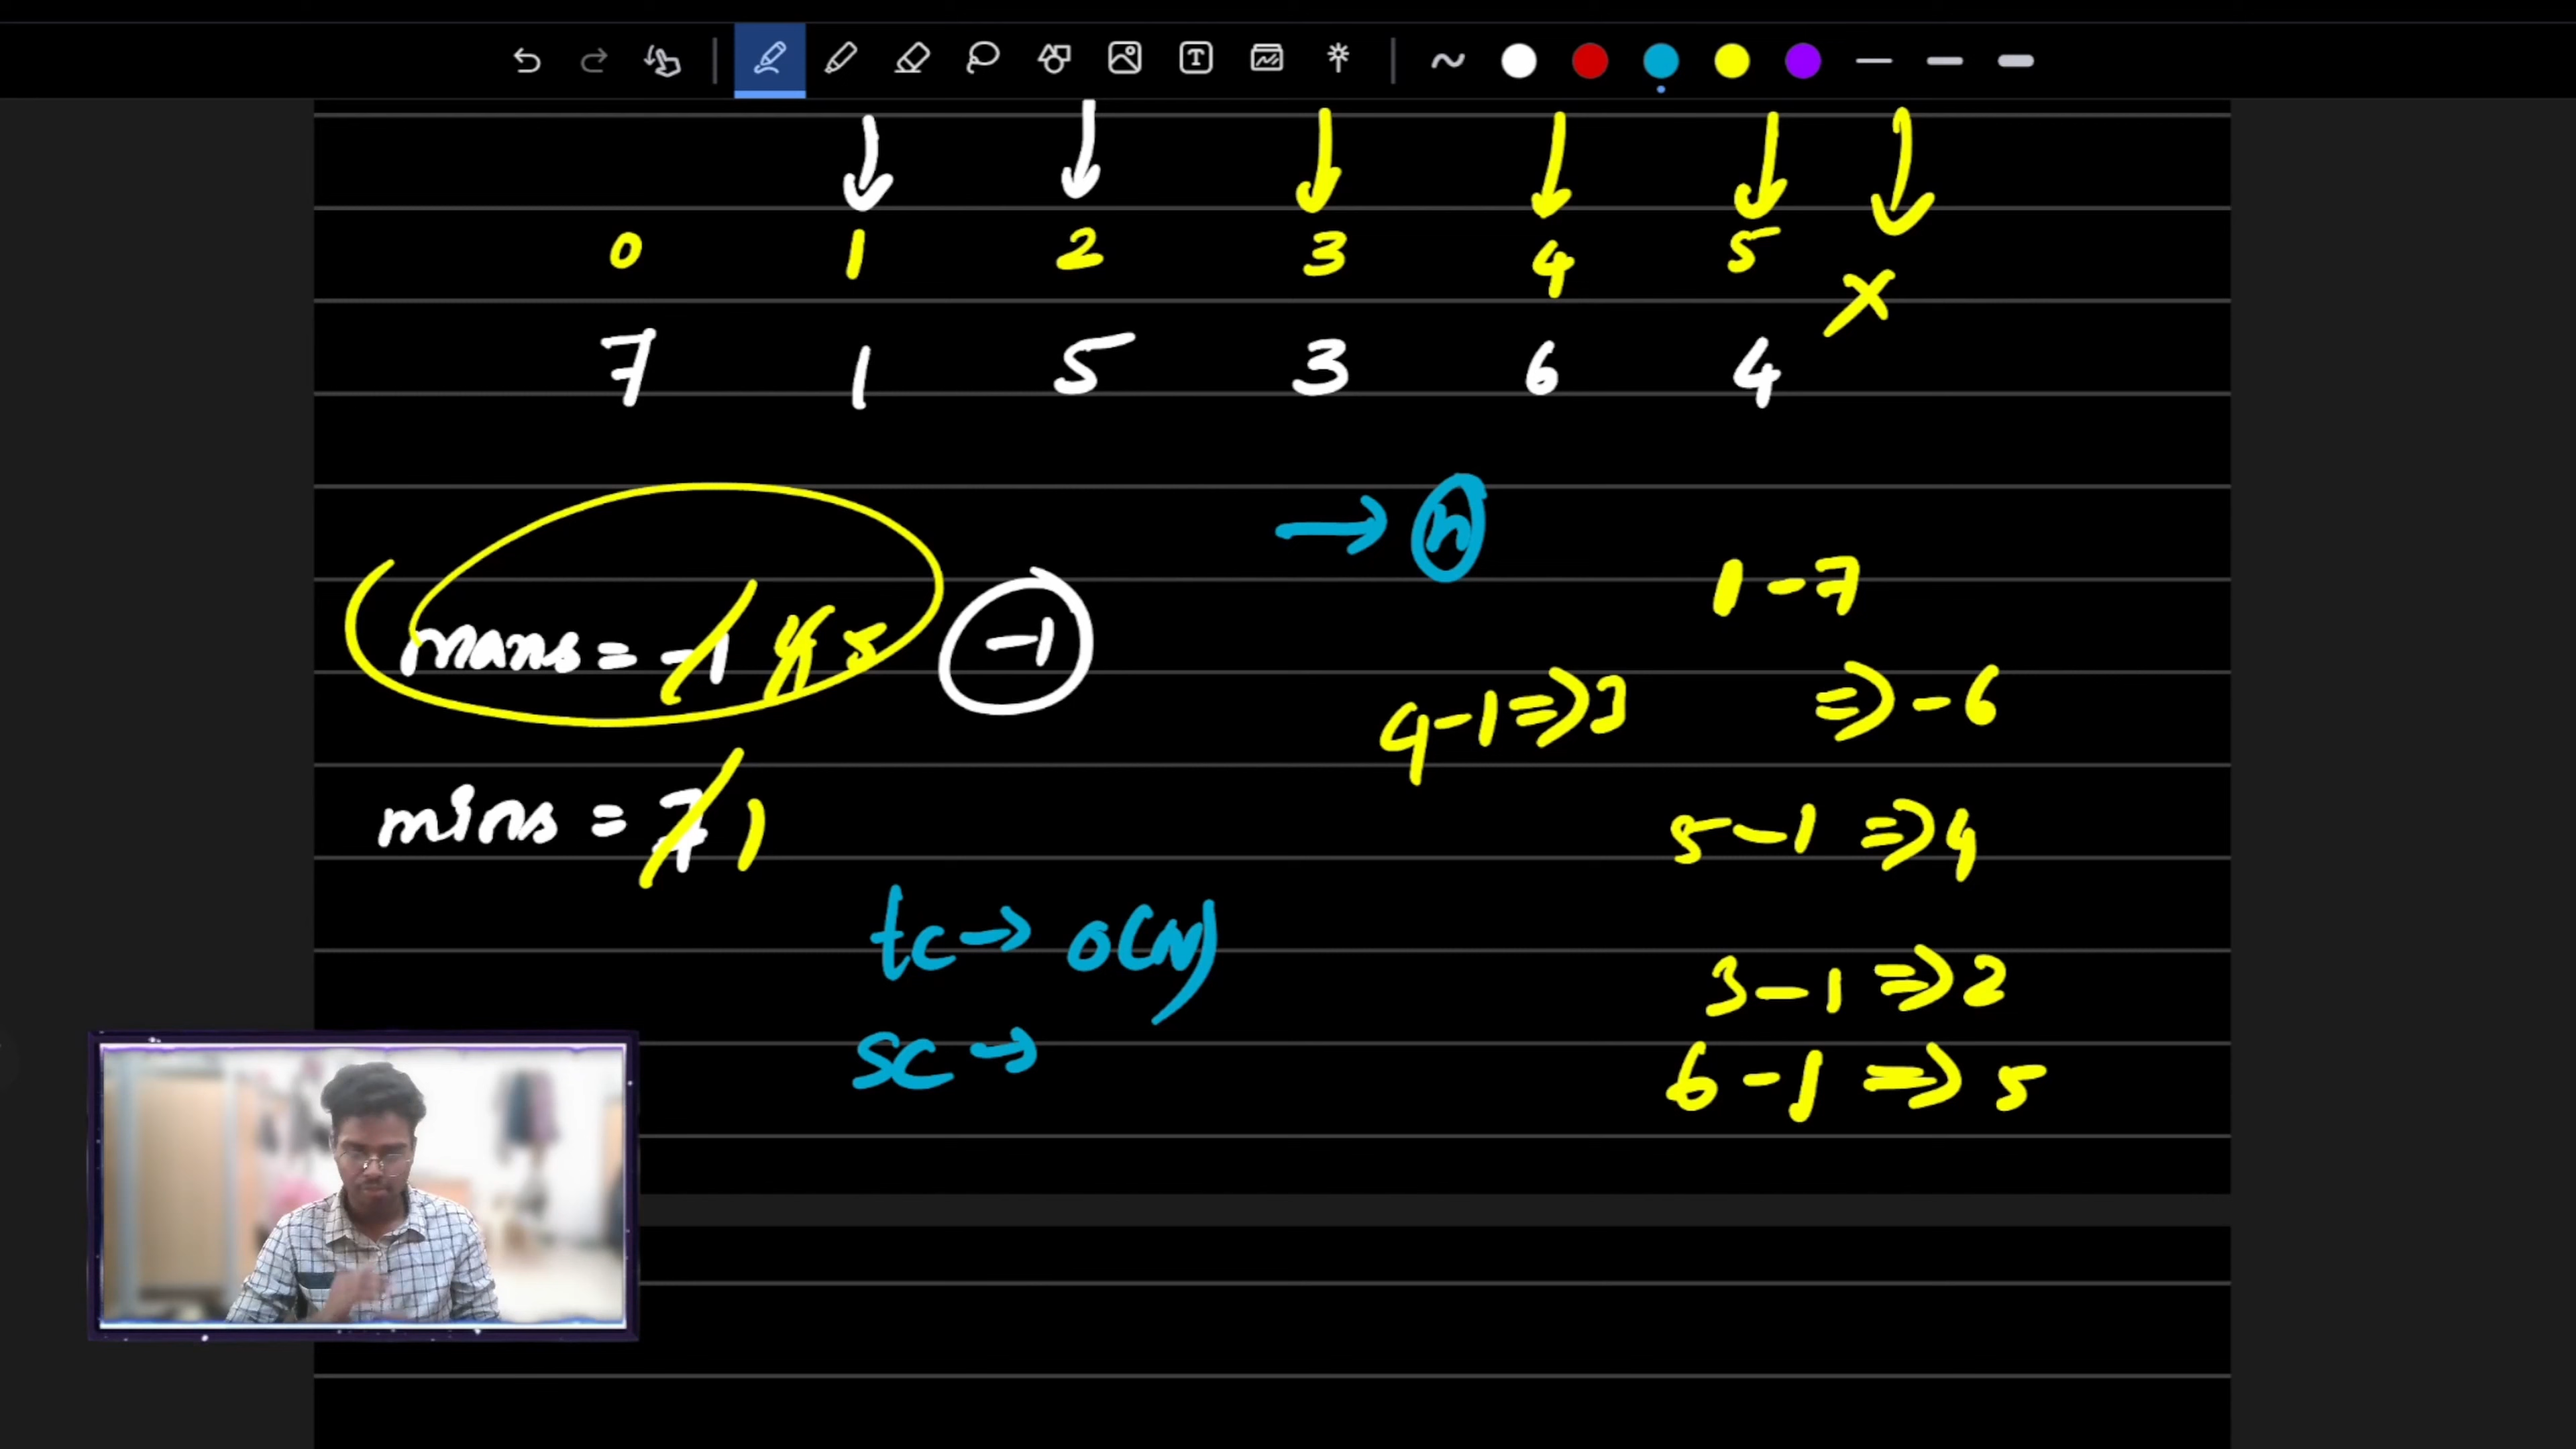 0 1 2 3 4 5 x
7 1 5 3 6 4
→ n
1 - 7
mans = -1 4 5 -1
4 - 1 => 3
=> - 6
mins = 7 1
5 - 1 => 4
tc → O(N)
3 - 1 => 2
sc →
6 - 1 => 5